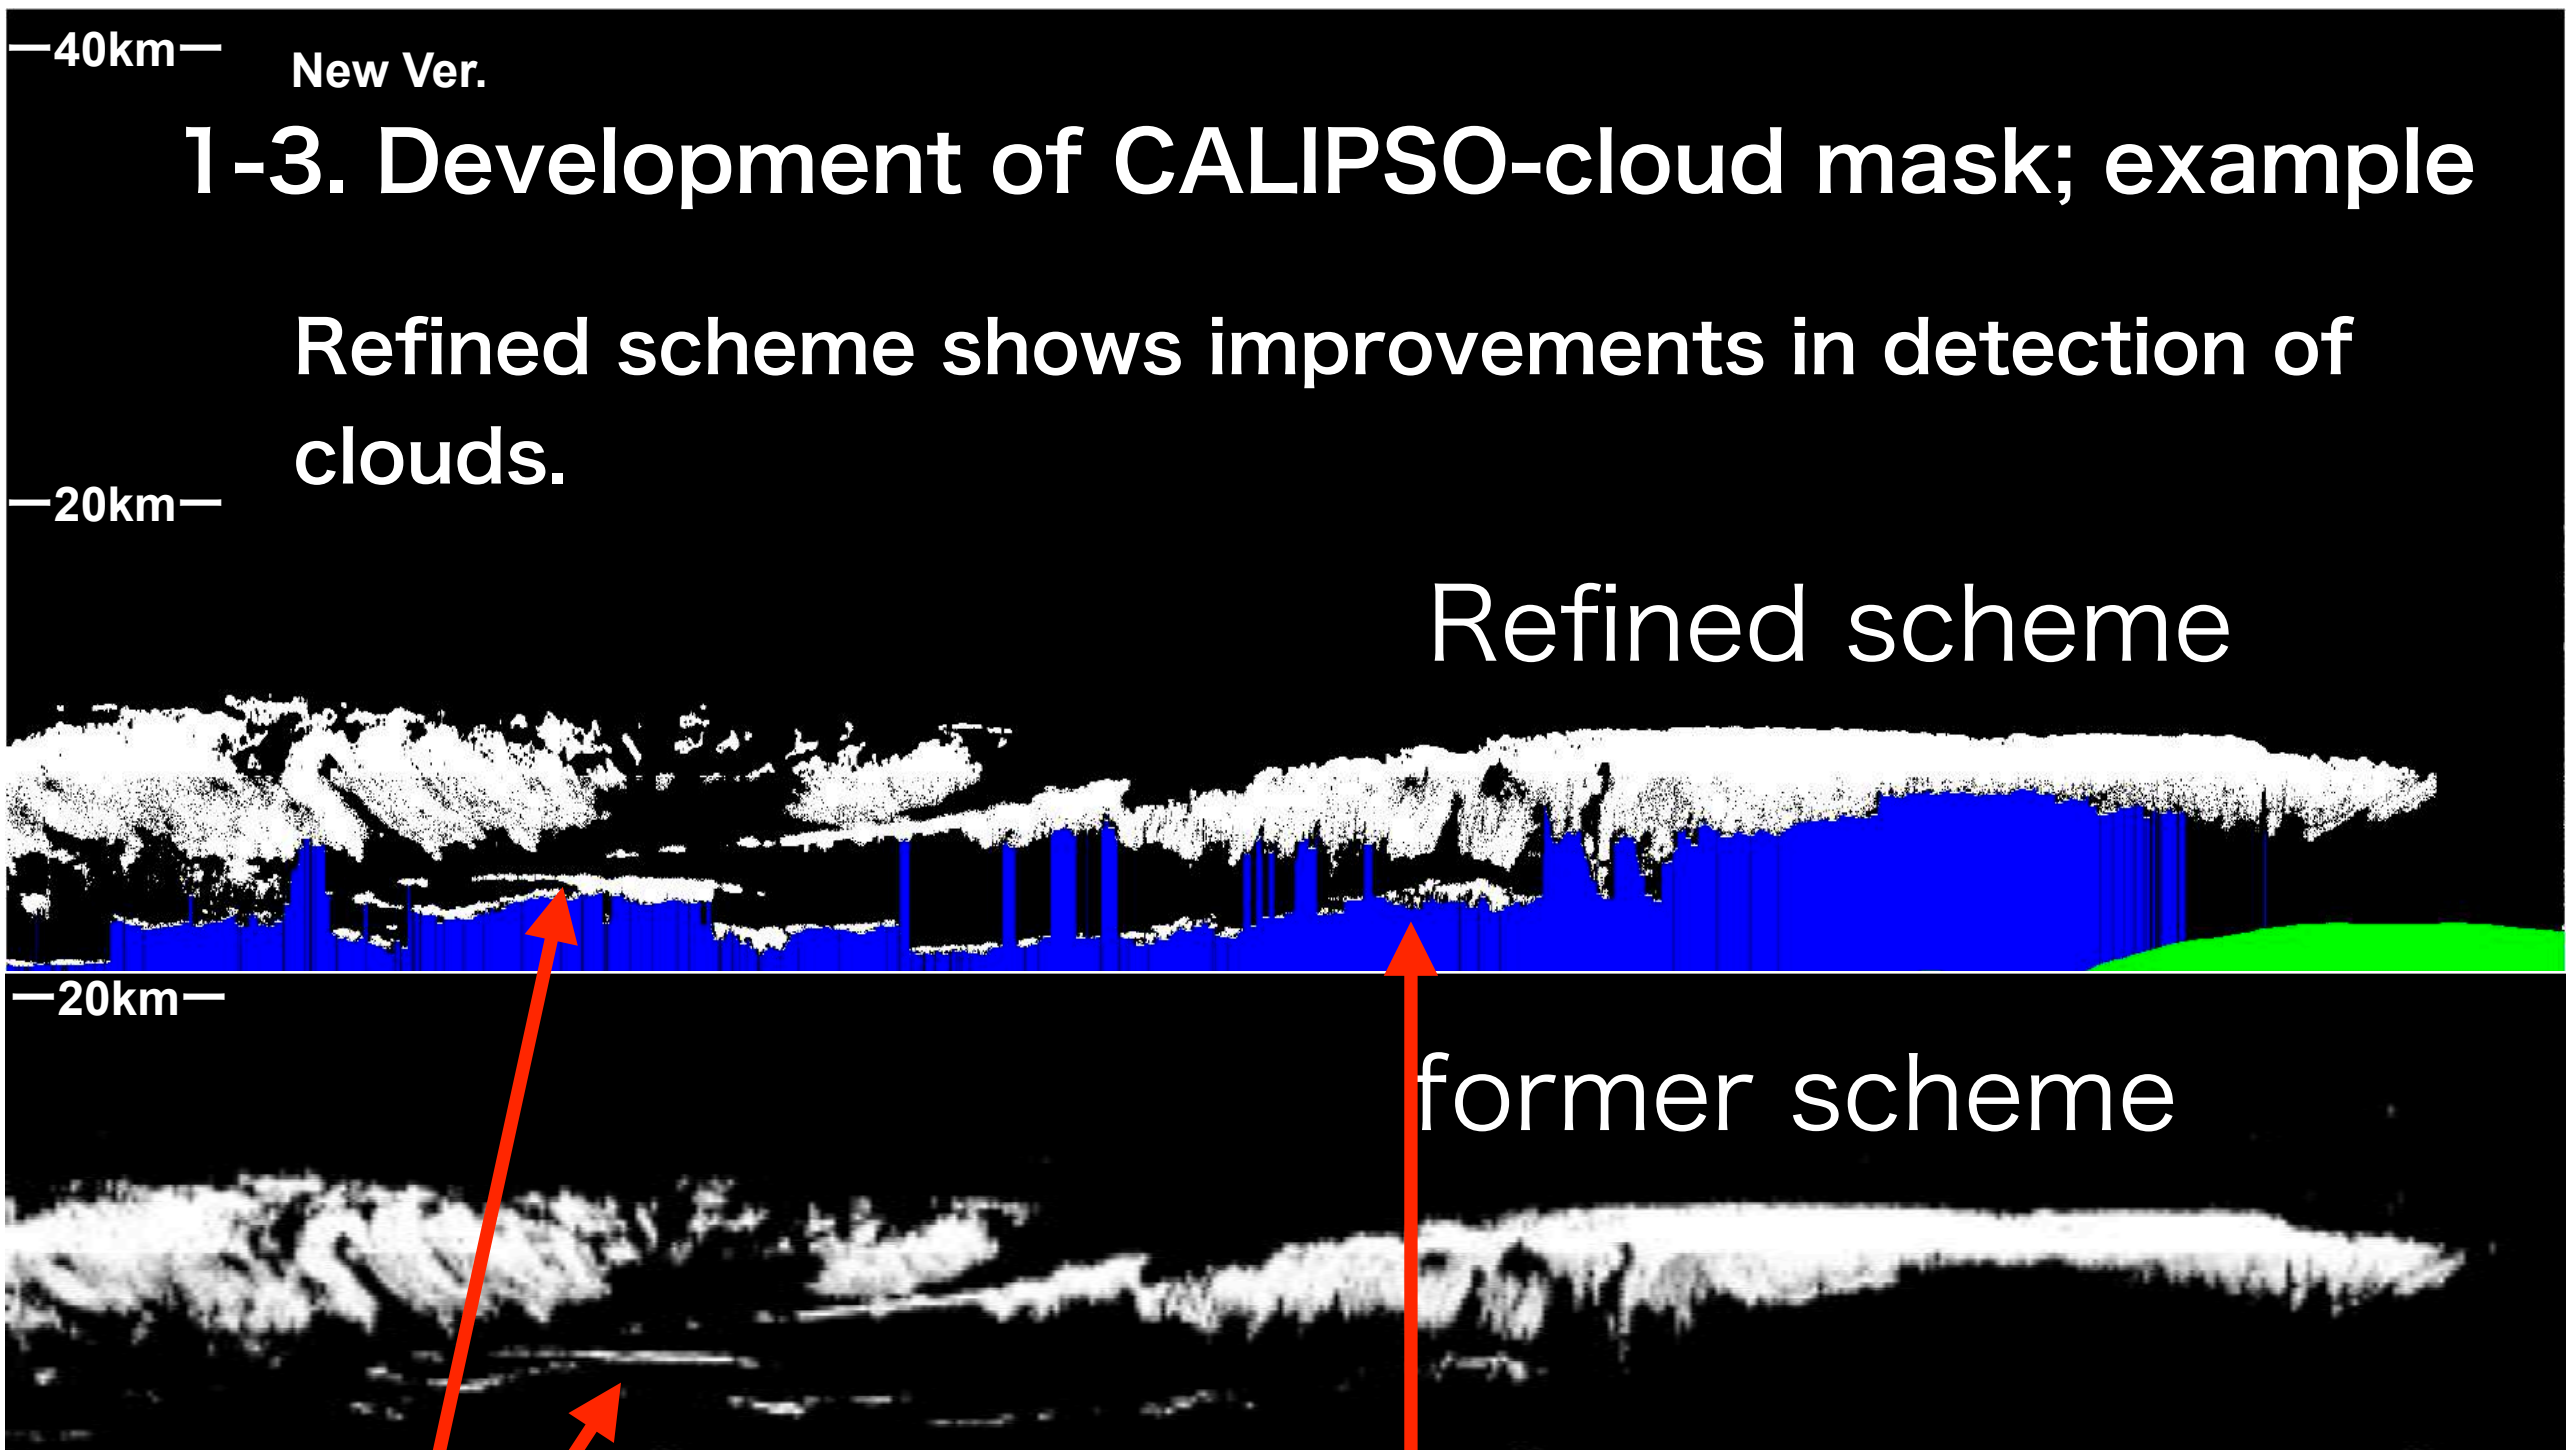 —40km—
New Ver.
1-3. Development of CALIPSO-cloud mask; example
Refined scheme shows improvements in detection of
clouds.
—20km—
Refined scheme
—20km—
former scheme